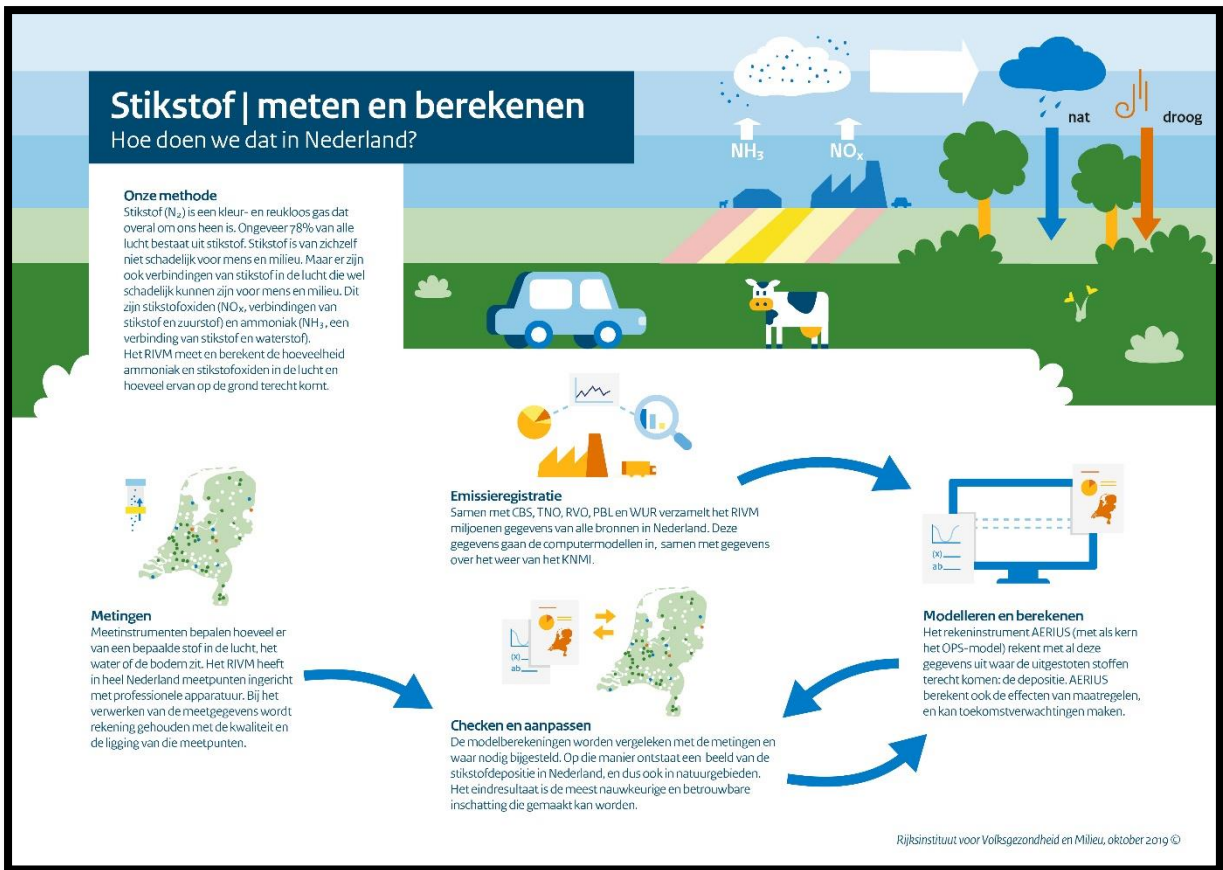 Stikstof | meten en berekenen
Hoe doen we dat in Nederland?
NH₃
NOₓ
nat
droog
Onze methode
Stikstof (N₂) is een kleur- en reukloos gas dat
overal om ons heen is. Ongeveer 78% van alle
lucht bestaat uit stikstof. Stikstof is van zichzelf
niet schadelijk voor mens en milieu. Maar er zijn
ook verbindingen van stikstof in de lucht die wel
schadelijk kunnen zijn voor mens en milieu. Dit
zijn stikstofoxiden (NOₓ, verbindingen van
stikstof en zuurstof) en ammoniak (NH₃, een
verbinding van stikstof en waterstof).
Het RIVM meet en berekent de hoeveelheid
ammoniak en stikstofoxiden in de lucht en
hoeveel ervan op de grond terecht komt.
Emissieregistratie
Samen met CBS, TNO, RVO, PBL en WUR verzamelt het RIVM
miljoenen gegevens van alle bronnen in Nederland. Deze
gegevens gaan de computermodellen in, samen met gegevens
over het weer van het KNMI.
(x)
ab
Metingen
Meetinstrumenten bepalen hoeveel er
van een bepaalde stof in de lucht, het
water of de bodem zit. Het RIVM heeft
in heel Nederland meetpunten ingericht
met professionele apparatuur. Bij het
verwerken van de meetgegevens wordt
rekening gehouden met de kwaliteit en
de ligging van die meetpunten.
(x)
ab
Checken en aanpassen
De modelberekeningen worden vergeleken met de metingen en
waar nodig bijgesteld. Op die manier ontstaat een beeld van de
stikstofdepositie in Nederland, en dus ook in natuurgebieden.
Het eindresultaat is de meest nauwkeurige en betrouwbare
inschatting die gemaakt kan worden.
Modelleren en berekenen
Het rekeninstrument AERIUS (met als kern
het OPS-model) rekent met al deze
gegevens uit waar de uitgestoten stoffen
terecht komen: de depositie. AERIUS
berekent ook de effecten van maatregelen,
en kan toekomstverwachtingen maken.
Rijksinstituut voor Volksgezondheid en Milieu, oktober 2019 ©